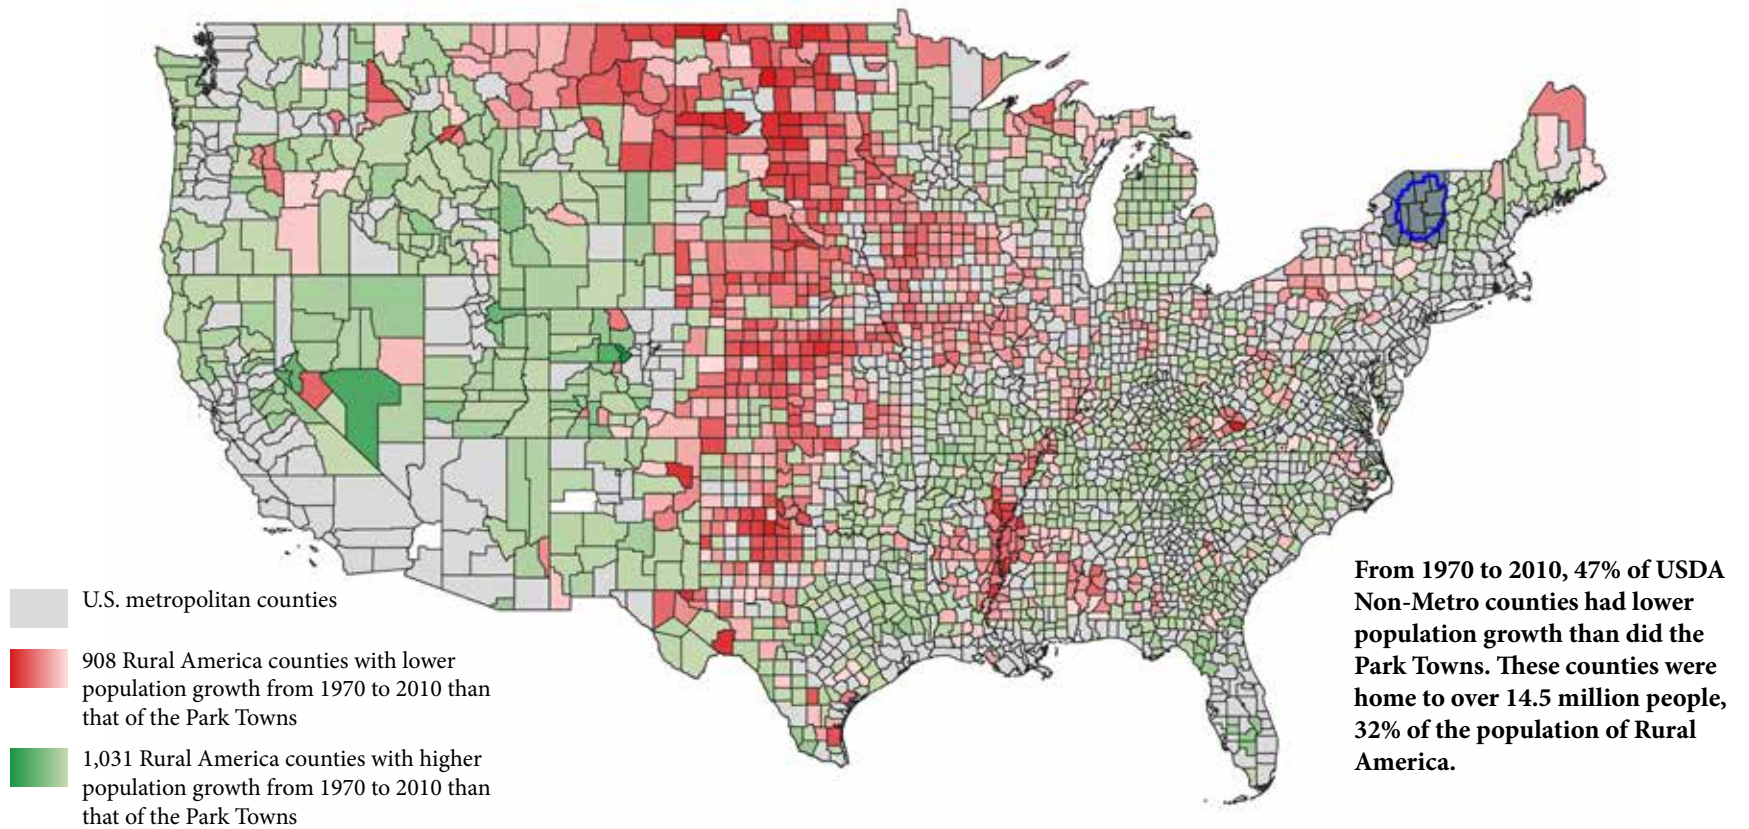 U.S. metropolitan counties
908 Rural America counties with lower
population growth from 1970 to 2010 than
that of the Park Towns
1,031 Rural America counties with higher
population growth from 1970 to 2010 than
that of the Park Towns
From 1970 to 2010, 47% of USDA
Non-Metro counties had lower
population growth than did the
Park Towns. These counties were
home to over 14.5 million people,
32% of the population of Rural
America.